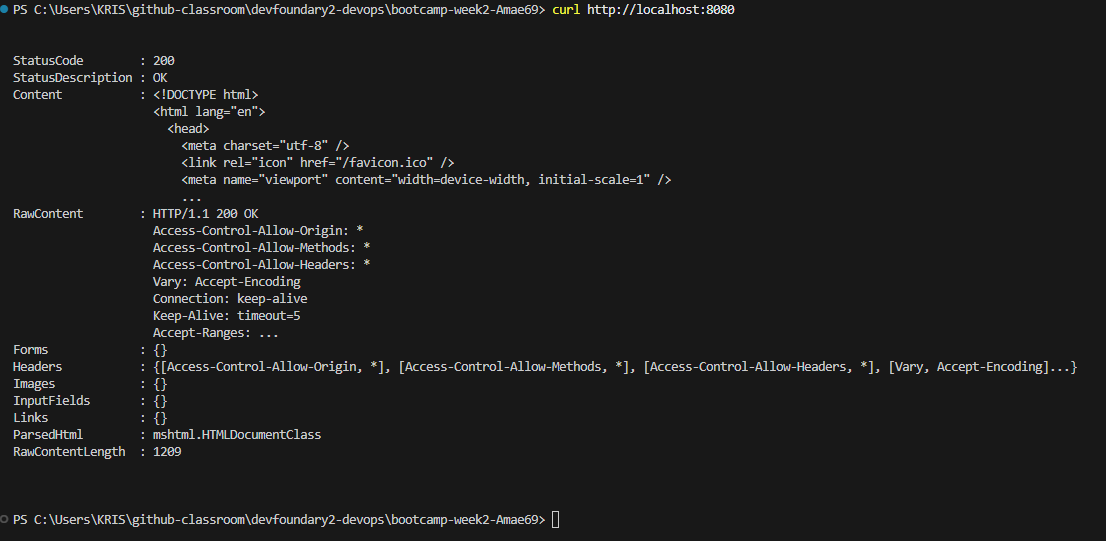 PS C:\Users\KRIS\github-classroom\devfoundary2-devops\bootcamp-week2-Amae69> curl http://localhost:8080
StatusCode        : 200
StatusDescription : OK
Content           : <!DOCTYPE html>
                    <html lang="en">
                      <head>
                        <meta charset="utf-8" />
                        <link rel="icon" href="/favicon.ico" />
                        <meta name="viewport" content="width=device-width, initial-scale=1" />
                        ...
RawContent        : HTTP/1.1 200 OK
                    Access-Control-Allow-Origin: *
                    Access-Control-Allow-Methods: *
                    Access-Control-Allow-Headers: *
                    Vary: Accept-Encoding
                    Connection: keep-alive
                    Keep-Alive: timeout=5
                    Accept-Ranges: ...
Forms             : {}
Headers           : {[Access-Control-Allow-Origin, *], [Access-Control-Allow-Methods, *], [Access-Control-Allow-Headers, *], [Vary, Accept-Encoding]...}
Images            : {}
InputFields       : {}
Links             : {}
ParsedHtml        : mshtml.HTMLDocumentClass
RawContentLength  : 1209
PS C:\Users\KRIS\github-classroom\devfoundary2-devops\bootcamp-week2-Amae69>